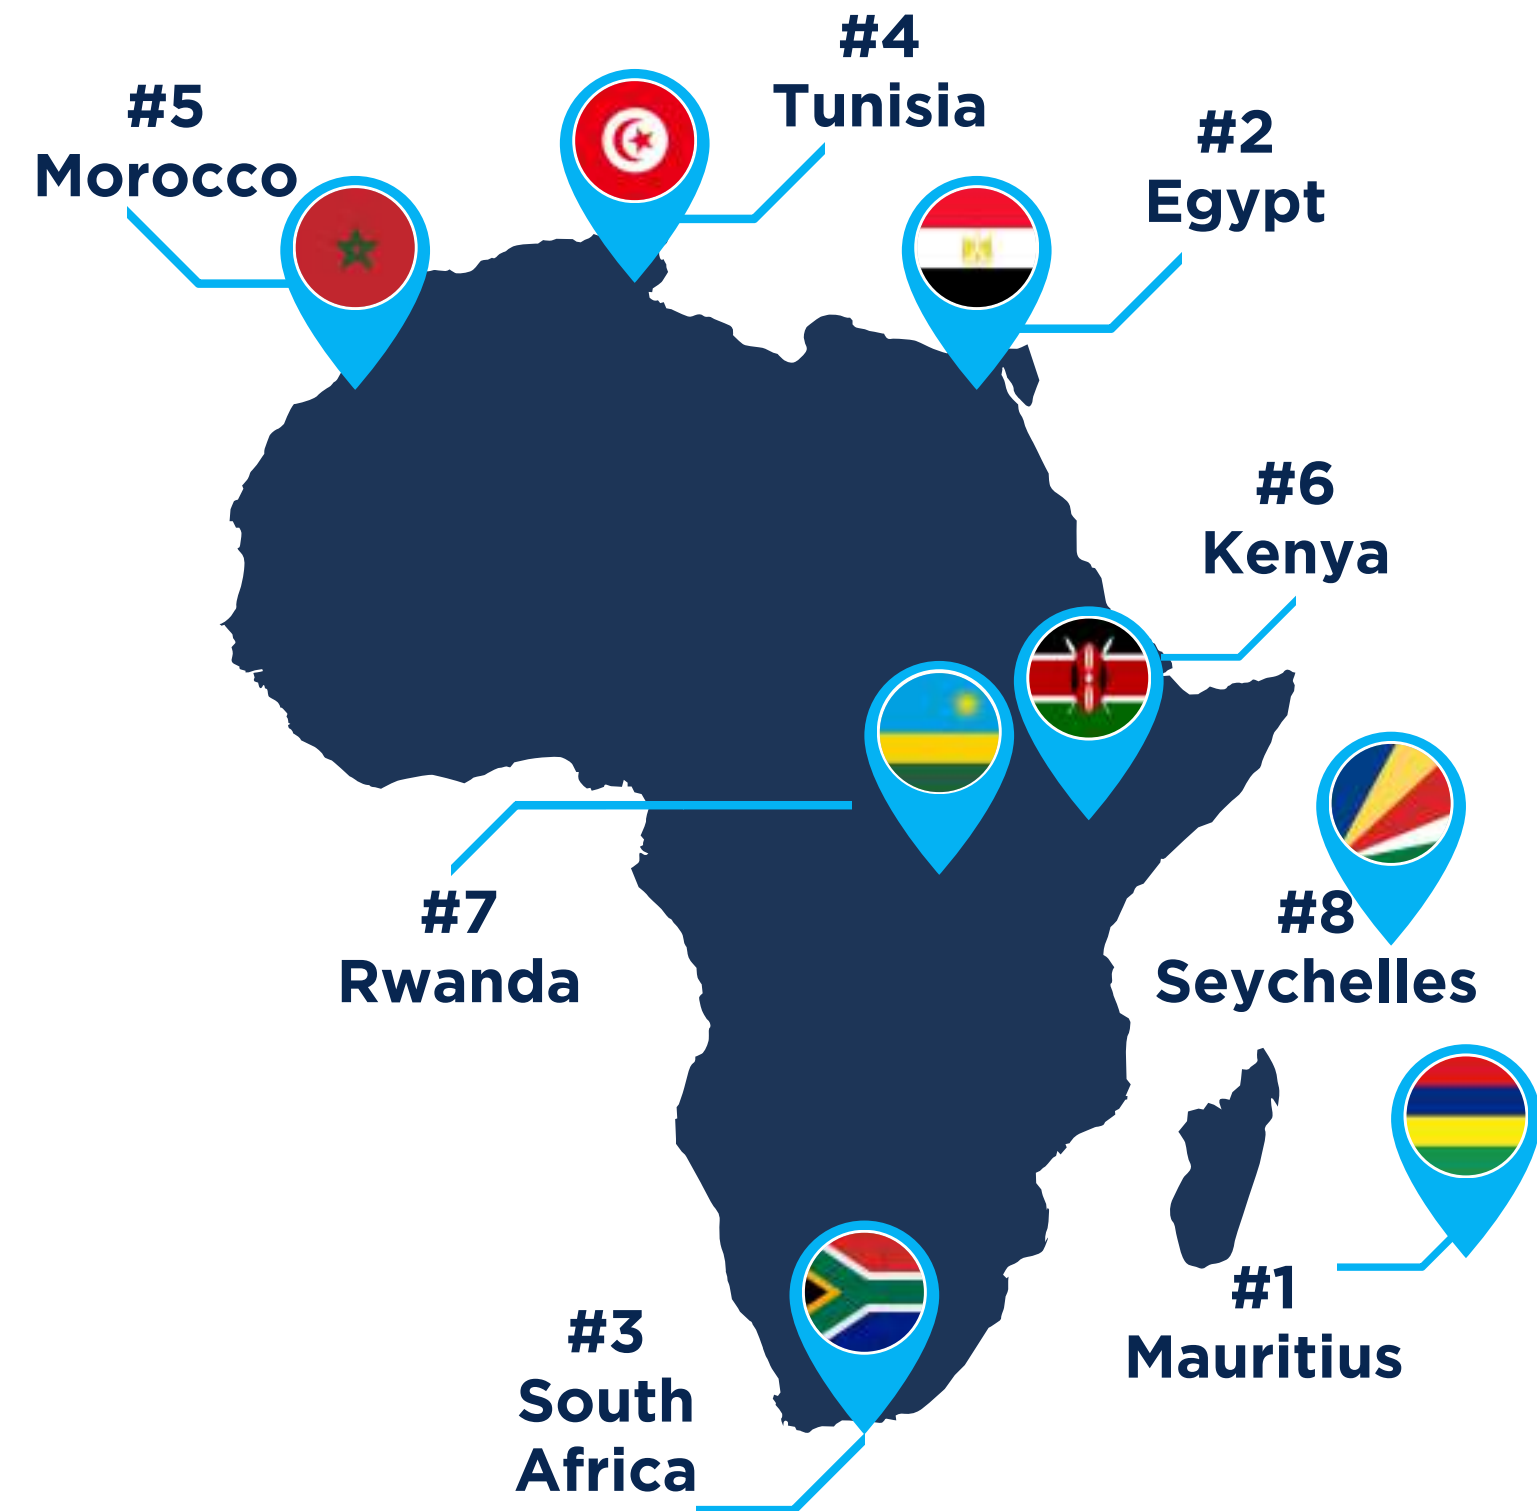 #4
Tunisia
#5
Morocco
#2
Egypt
#6
Kenya
#7
Rwanda
#8
Seychelles
#1
Mauritius
#3
South
Africa